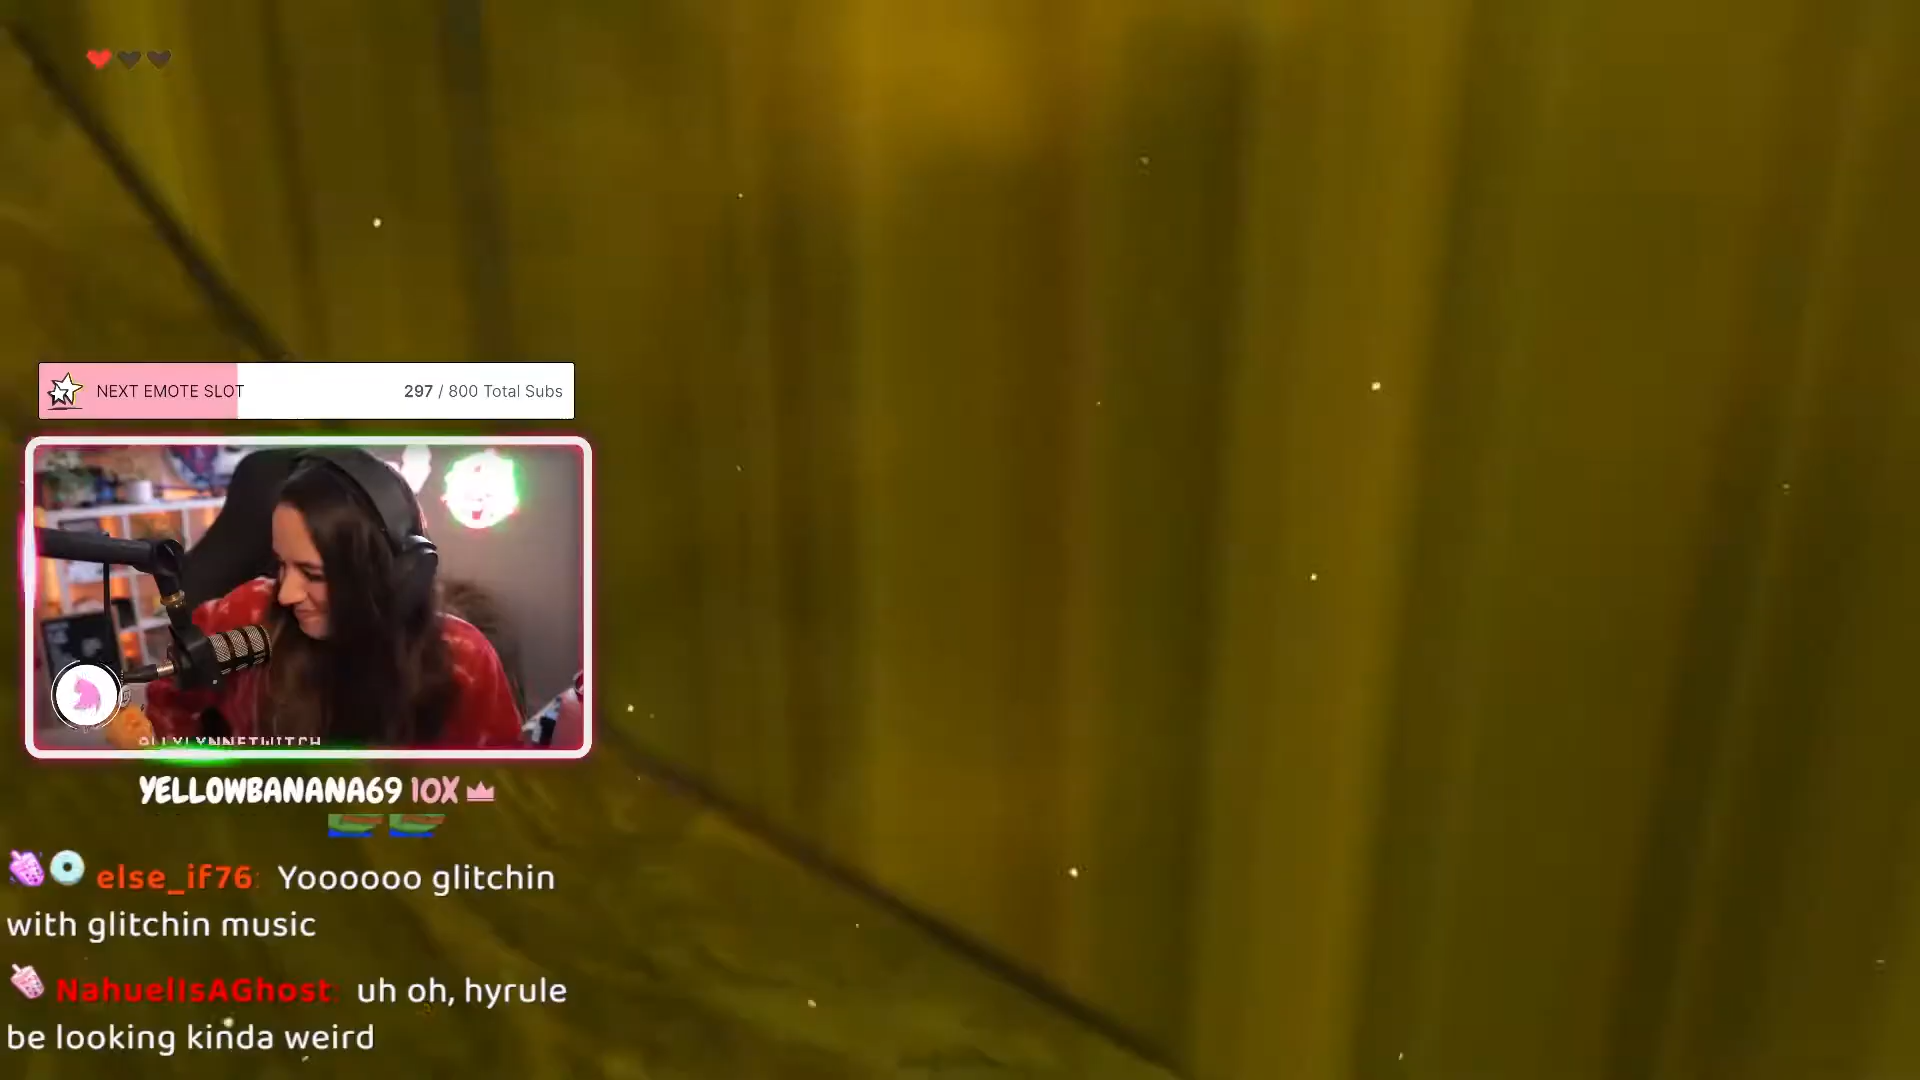 NEXT EMOTE SLOT 297 / 800 Total Subs
YELLOWBANANA69 10X
else_if76: Yoooooo glitchin
with glitchin music
NahuelIsAGhost: uh oh, hyrule
be looking kinda weird